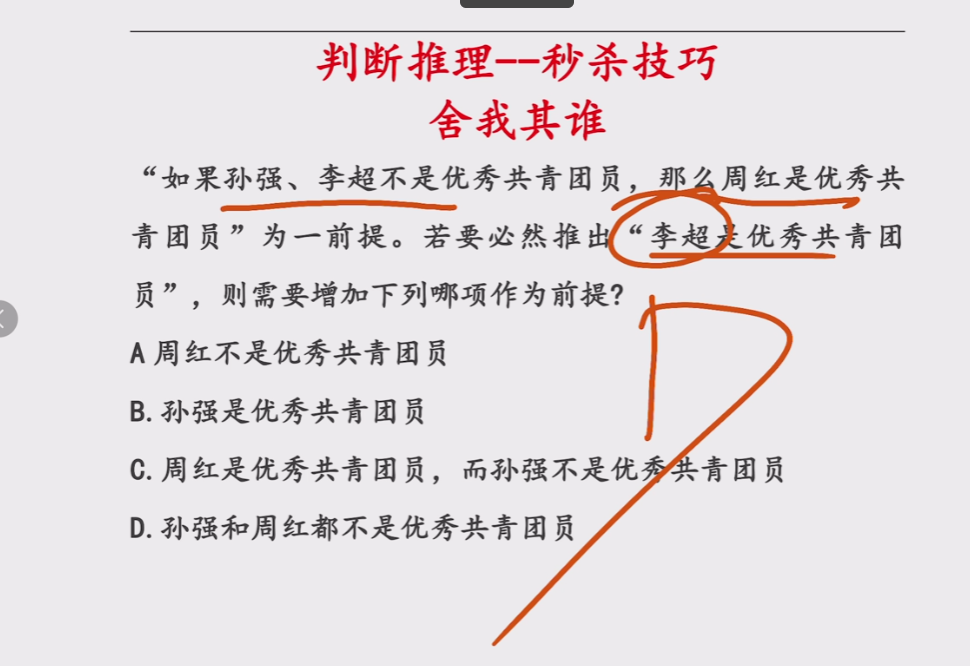 判断推理--秒杀技巧
舍我其谁
“如果孙强、李超不是优秀共青团员，那么周红是优秀共
青团员”为一前提。若要必然推出“李超是优秀共青团
员”，则需要增加下列哪项作为前提?
A 周红不是优秀共青团员
B.孙强是优秀共青团员
C.周红是优秀共青团员，而孙强不是优秀共青团员
D.孙强和周红都不是优秀共青团员